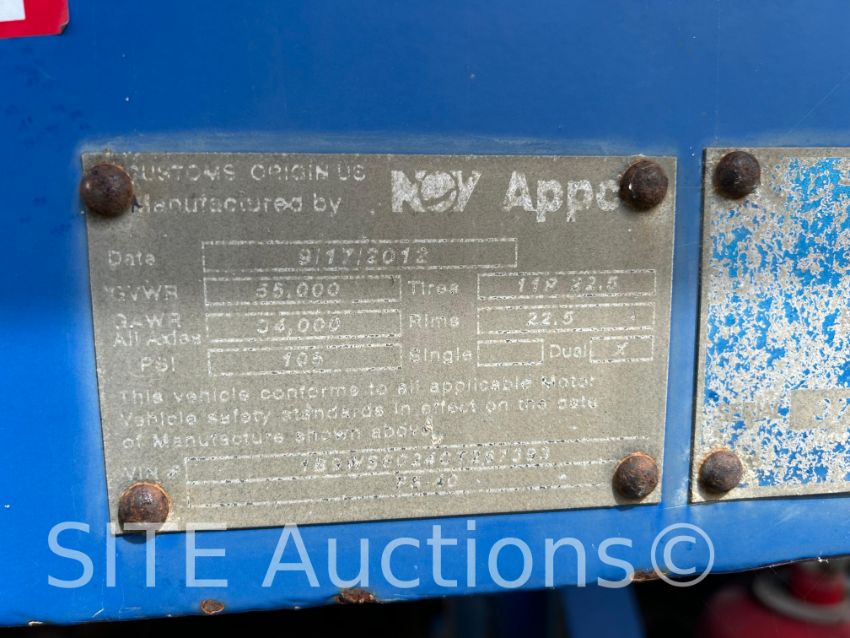 CUSTOMS ORIGIN US
Manufactured by NOV Appco
Date 9/17/2012
GVWR 55,000 Tires 11R 22.5
GAWR All Axles 34,000 Rims 22.5
PSI 105 Single Dual X
This vehicle conforms to all applicable Motor
Vehicle safety standards in effect on the date
of Manufacture shown above
VIN #
SITE Auctions©